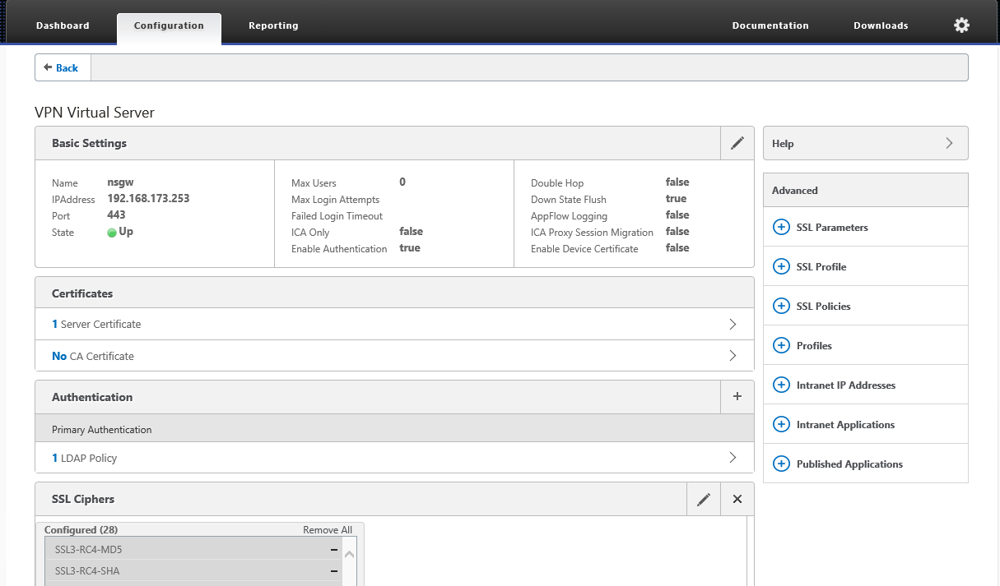 Dashboard Configuration Reporting Documentation Downloads
Back
VPN Virtual Server
Basic Settings
Name nsgw
IPAddress 192.168.173.253
Port 443
State Up
Max Users 0
Max Login Attempts
Failed Login Timeout
ICA Only false
Enable Authentication true
Double Hop false
Down State Flush true
AppFlow Logging false
ICA Proxy Session Migration false
Enable Device Certificate false
Certificates
1 Server Certificate
No CA Certificate
Authentication
Primary Authentication
1 LDAP Policy
SSL Ciphers
Configured (28) Remove All
SSL3-RC4-MD5
SSL3-RC4-SHA
Help
Advanced
SSL Parameters
SSL Profile
SSL Policies
Profiles
Intranet IP Addresses
Intranet Applications
Published Applications